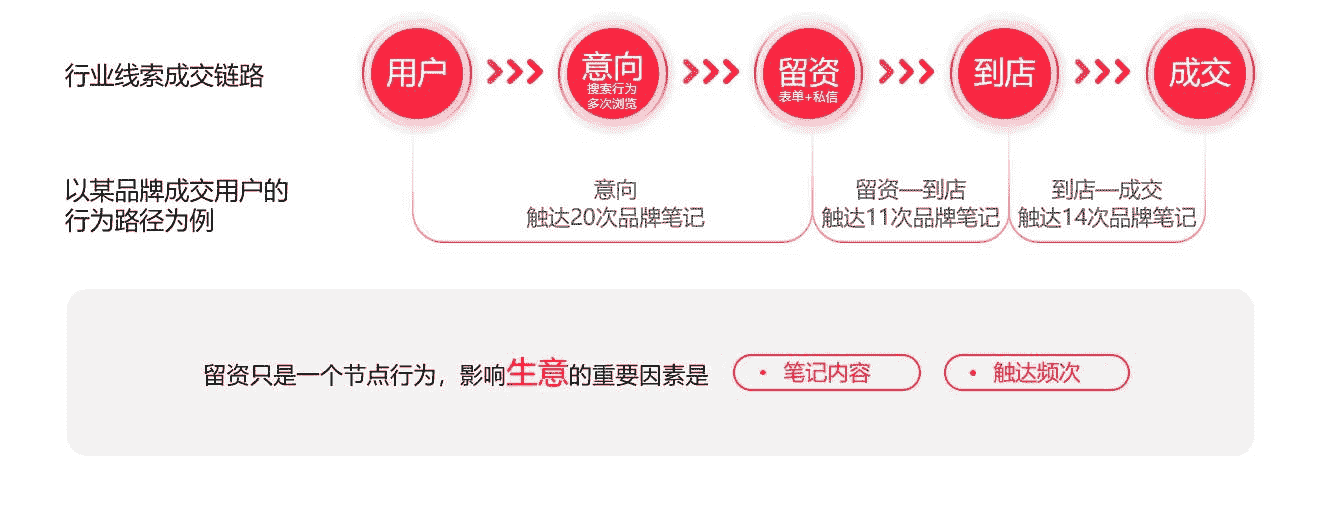 行业线索成交链路
用户
意向
搜索行为
多次浏览
留资
表单+私信
到店
成交
以某品牌成交用户的
行为路径为例
意向
触达20次品牌笔记
留资—到店
触达11次品牌笔记
到店—成交
触达14次品牌笔记
留资只是一个节点行为，影响生意的重要因素是
• 笔记内容
• 触达频次